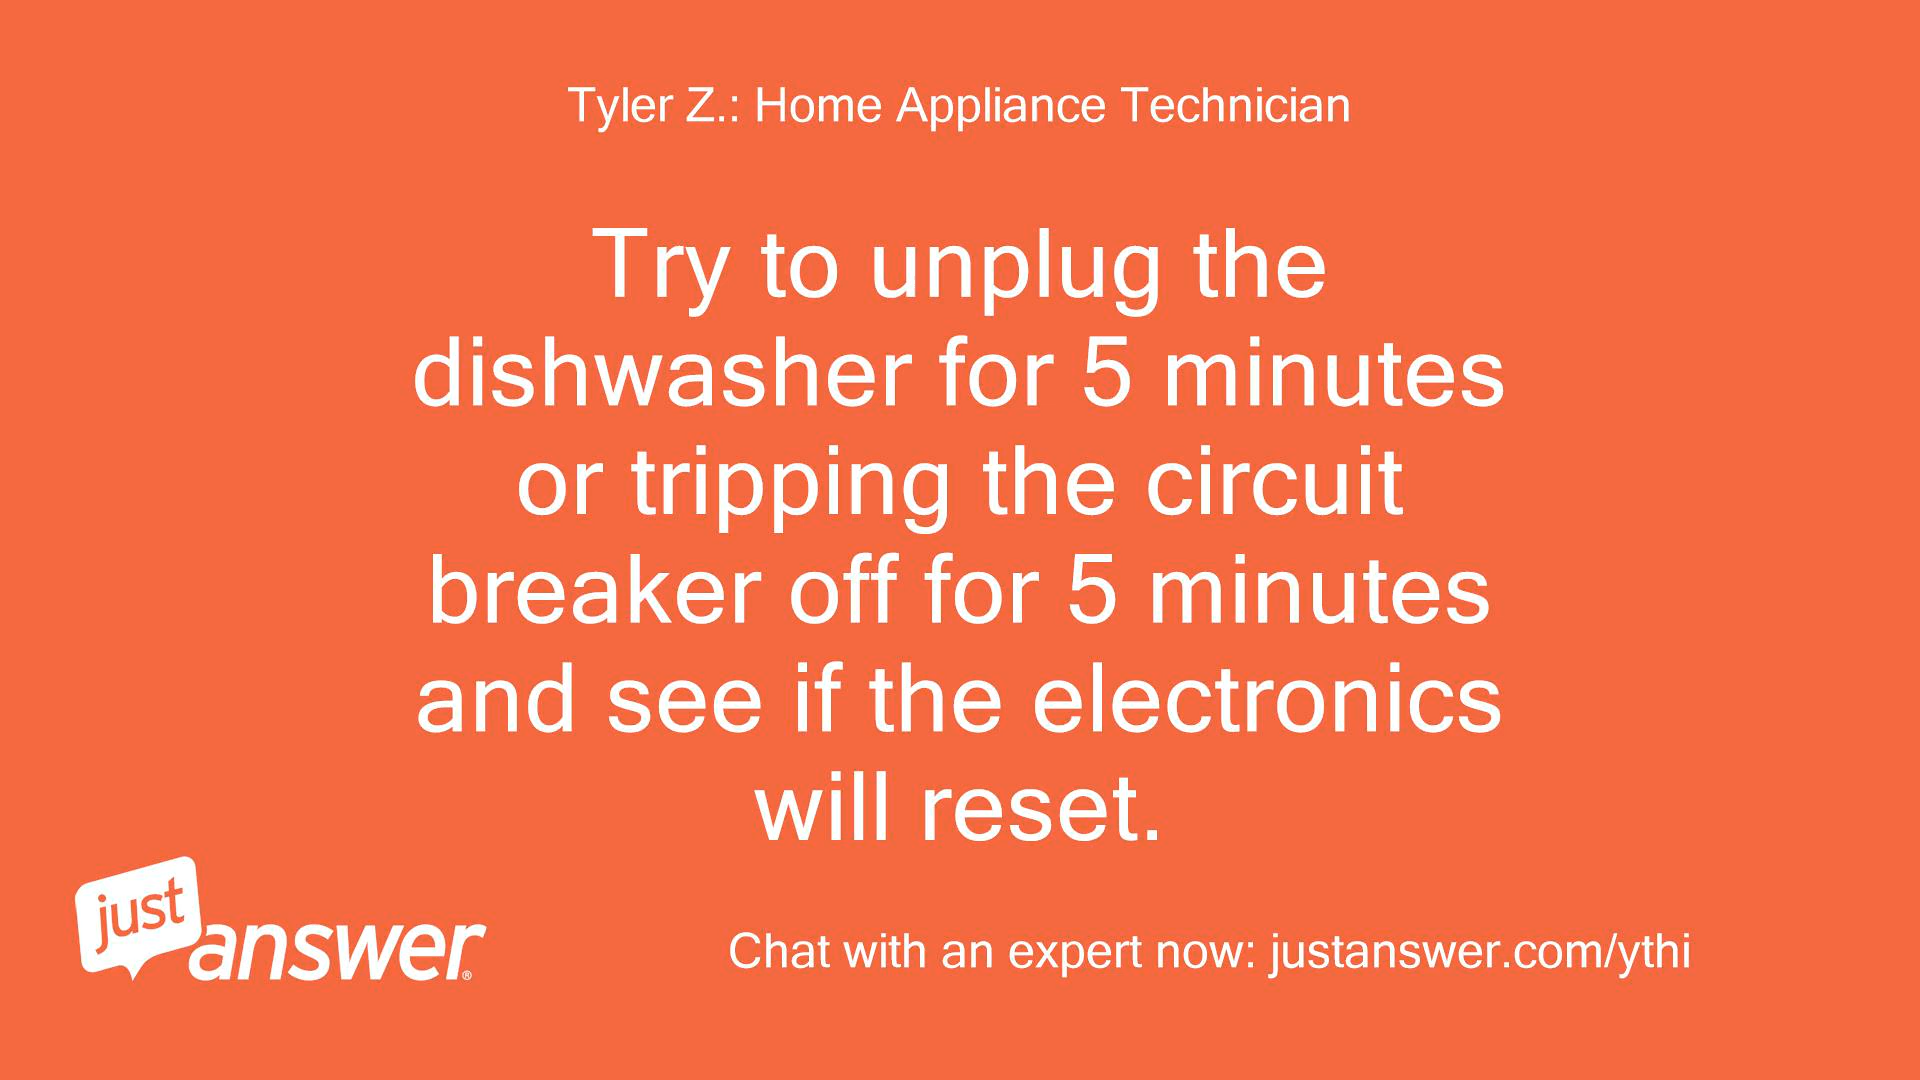 Tyler Z.: Home Appliance Technician
Try to unplug the
dishwasher for 5 minutes
or tripping the circuit
breaker off for 5 minutes
and see if the electronics
will reset.
just
answer®
Chat with an expert now: justanswer.com/ythi